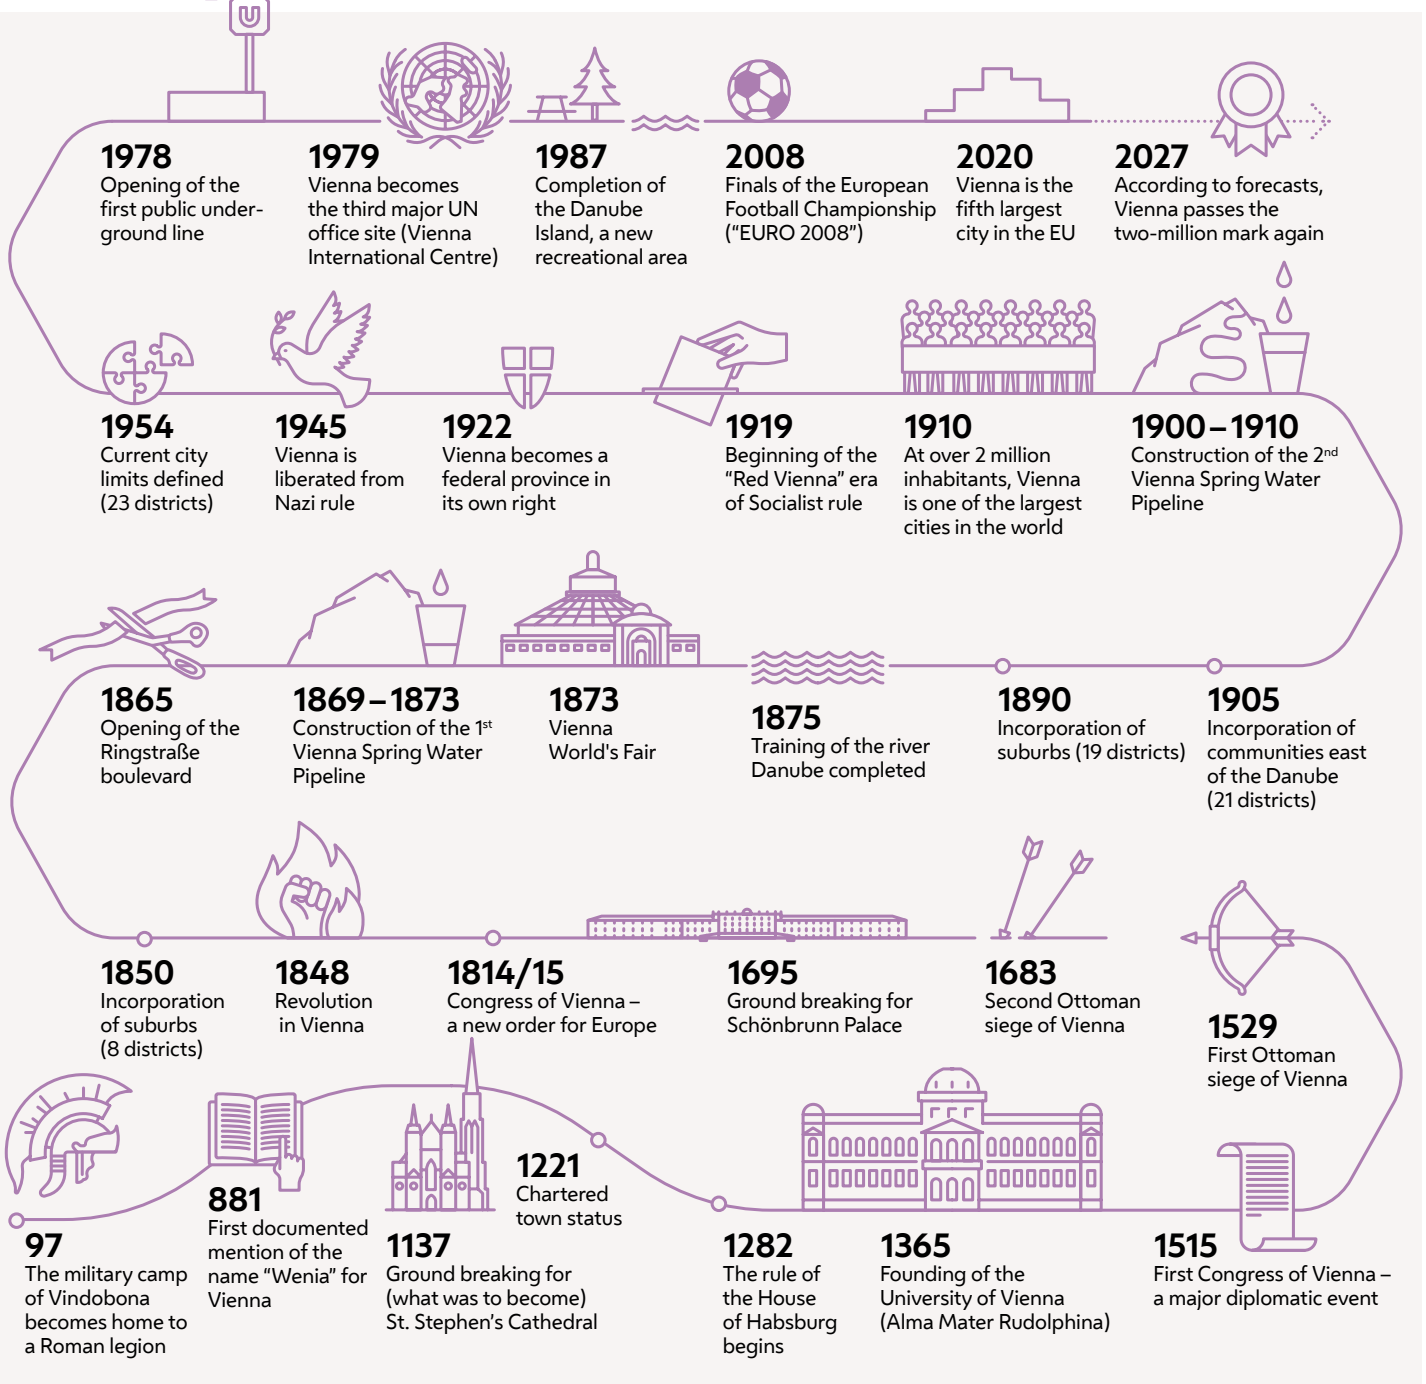 U
1978
Opening of the
first public under-
ground line
1979
Vienna becomes
the third major UN
office site (Vienna
International Centre)
1987
Completion of
the Danube
Island, a new
recreational area
2008
Finals of the European
Football Championship
(“EURO 2008”)
2020
Vienna is the
fifth largest
city in the EU
2027
According to forecasts,
Vienna passes the
two-million mark again
1954
Current city
limits defined
(23 districts)
1945
Vienna is
liberated from
Nazi rule
1922
Vienna becomes a
federal province in
its own right
1919
Beginning of the
“Red Vienna” era
of Socialist rule
1910
At over 2 million
inhabitants, Vienna
is one of the largest
cities in the world
1900–1910
Construction of the 2nd
Vienna Spring Water
Pipeline
1865
Opening of the
Ringstraße
boulevard
1869–1873
Construction of the 1st
Vienna Spring Water
Pipeline
1873
Vienna
World's Fair
1875
Training of the river
Danube completed
1890
Incorporation of
suburbs (19 districts)
1905
Incorporation of
communities east
of the Danube
(21 districts)
1850
Incorporation
of suburbs
(8 districts)
1848
Revolution
in Vienna
1814/15
Congress of Vienna –
a new order for Europe
1695
Ground breaking for
Schönbrunn Palace
1683
Second Ottoman
siege of Vienna
1529
First Ottoman
siege of Vienna
97
The military camp
of Vindobona
becomes home to
a Roman legion
881
First documented
mention of the
name “Wenia” for
Vienna
1137
Ground breaking for
(what was to become)
St. Stephen’s Cathedral
1221
Chartered
town status
1282
The rule of
the House
of Habsburg
begins
1365
Founding of the
University of Vienna
(Alma Mater Rudolphina)
1515
First Congress of Vienna –
a major diplomatic event